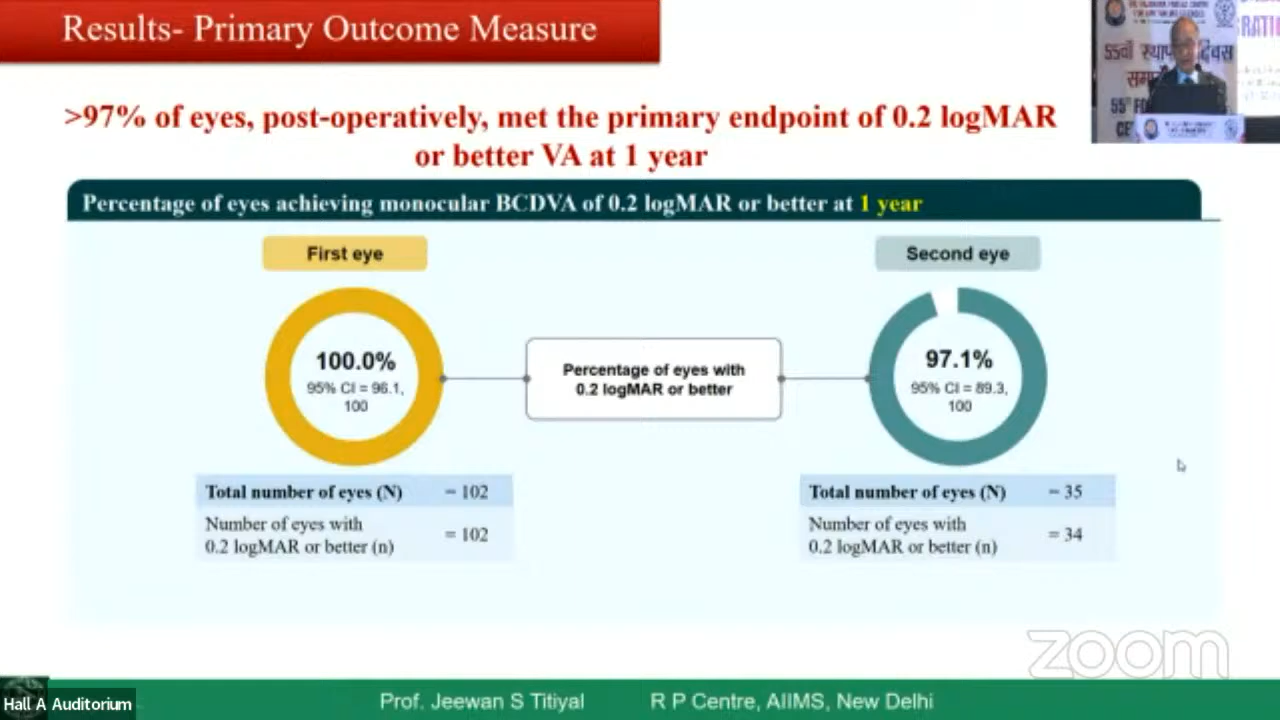 Results- Primary Outcome Measure
>97% of eyes, post-operatively, met the primary endpoint of 0.2 logMAR
or better VA at 1 year
Percentage of eyes achieving monocular BCDVA of 0.2 logMAR or better at 1 year
First eye
100.0%
95% CI = 96.1,
100
Percentage of eyes with
0.2 logMAR or better
Second eye
97.1%
95% CI = 89.3,
100
Total number of eyes (N) = 102
Number of eyes with
0.2 logMAR or better (n) = 102
Total number of eyes (N) = 35
Number of eyes with
0.2 logMAR or better (n) = 34
55वाँ
दिवस
55
zoom
Hall A Auditorium
Prof. Jeewan S Titiyal R P Centre, AIIMS, New Delhi